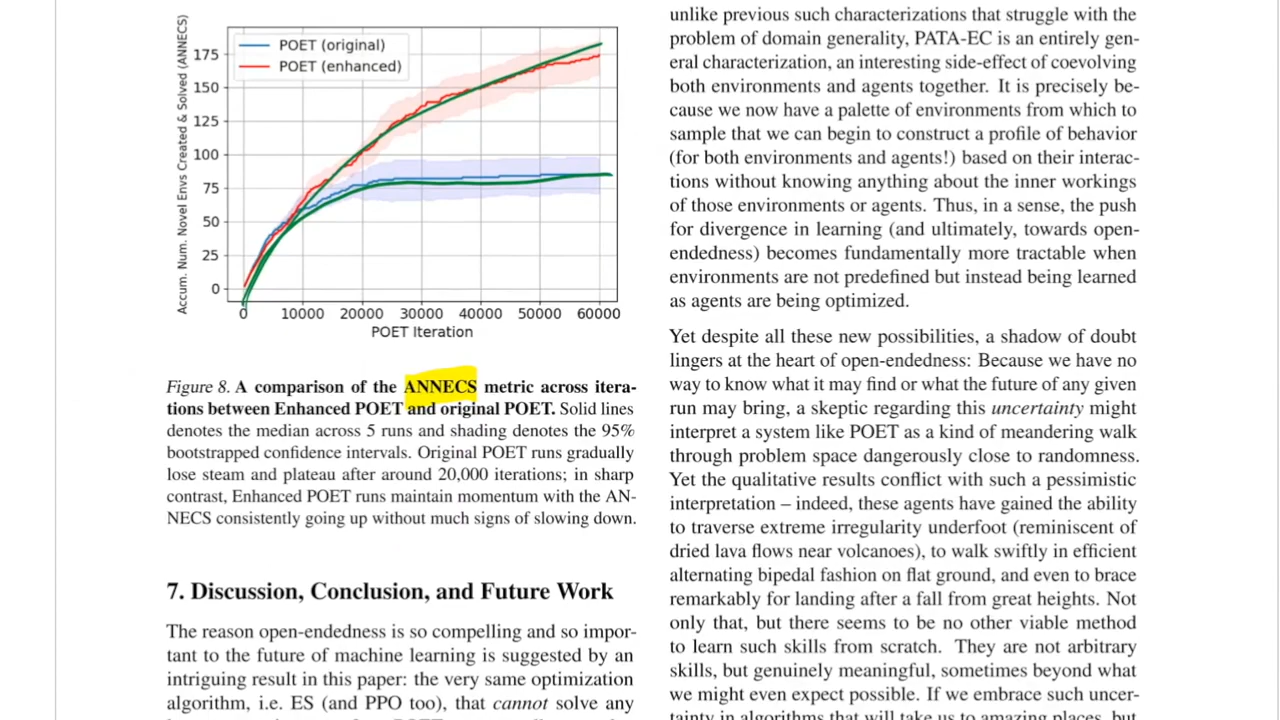 Accum. Num. Novel Envs Created & Solved (ANNECS)
POET (original)
POET (enhanced)
175
150
125
100
75
50
25
0
0 10000 20000 30000 40000 50000 60000
POET Iteration
Figure 8. A comparison of the ANNECS metric across itera-
tions between Enhanced POET and original POET. Solid lines
denotes the median across 5 runs and shading denotes the 95%
bootstrapped confidence intervals. Original POET runs gradually
lose steam and plateau after around 20,000 iterations; in sharp
contrast, Enhanced POET runs maintain momentum with the AN-
NECS consistently going up without much signs of slowing down.
7. Discussion, Conclusion, and Future Work
The reason open-endedness is so compelling and so impor-
tant to the future of machine learning is suggested by an
intriguing result in this paper: the very same optimization
algorithm, i.e. ES (and PPO too), that cannot solve any
unlike previous such characterizations that struggle with the
problem of domain generality, PATA-EC is an entirely gen-
eral characterization, an interesting side-effect of coevolving
both environments and agents together. It is precisely be-
cause we now have a palette of environments from which to
sample that we can begin to construct a profile of behavior
(for both environments and agents!) based on their interac-
tions without knowing anything about the inner workings
of those environments or agents. Thus, in a sense, the push
for divergence in learning (and ultimately, towards open-
endedness) becomes fundamentally more tractable when
environments are not predefined but instead being learned
as agents are being optimized.
Yet despite all these new possibilities, a shadow of doubt
lingers at the heart of open-endedness: Because we have no
way to know what it may find or what the future of any given
run may bring, a skeptic regarding this uncertainty might
interpret a system like POET as a kind of meandering walk
through problem space dangerously close to randomness.
Yet the qualitative results conflict with such a pessimistic
interpretation – indeed, these agents have gained the ability
to traverse extreme irregularity underfoot (reminiscent of
dried lava flows near volcanoes), to walk swiftly in efficient
alternating bipedal fashion on flat ground, and even to brace
remarkably for landing after a fall from great heights. Not
only that, but there seems to be no other viable method
to learn such skills from scratch. They are not arbitrary
skills, but genuinely meaningful, sometimes beyond what
we might even expect possible. If we embrace such uncer-
tainty in algorithms that will take us to amazing places, but